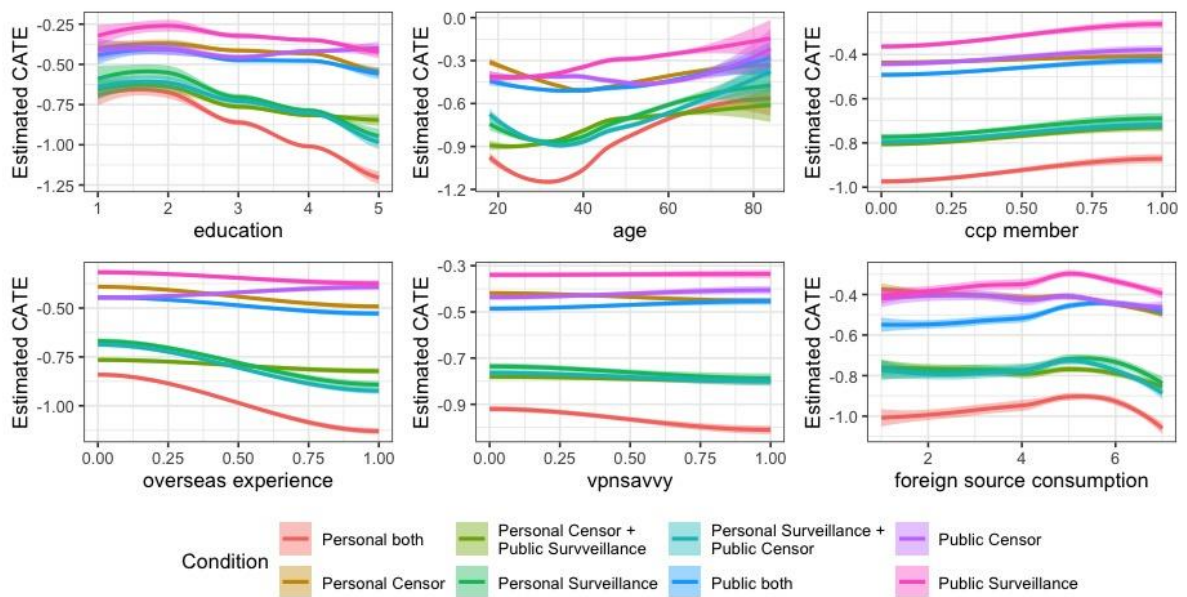 Estimated CATE
-0.25
-0.50
-0.75
-1.00
-1.25
1 2 3 4 5
education
Estimated CATE
0.0
-0.3
-0.6
-0.9
-1.2
20 40 60 80
age
Estimated CATE
-0.4
-0.6
-0.8
-1.0
0.00 0.25 0.50 0.75 1.00
ccp member
Estimated CATE
-0.50
-0.75
-1.00
0.00 0.25 0.50 0.75 1.00
overseas experience
Estimated CATE
-0.3
-0.5
-0.7
-0.9
0.00 0.25 0.50 0.75 1.00
vpnsavvy
Estimated CATE
-0.4
-0.6
-0.8
-1.0
2 4 6
foreign source consumption
Condition
Personal both
Personal Censor
Personal Censor +
Public Survveillance
Personal Surveillance
Personal Surveillance +
Public Censor
Public both
Public Censor
Public Surveillance